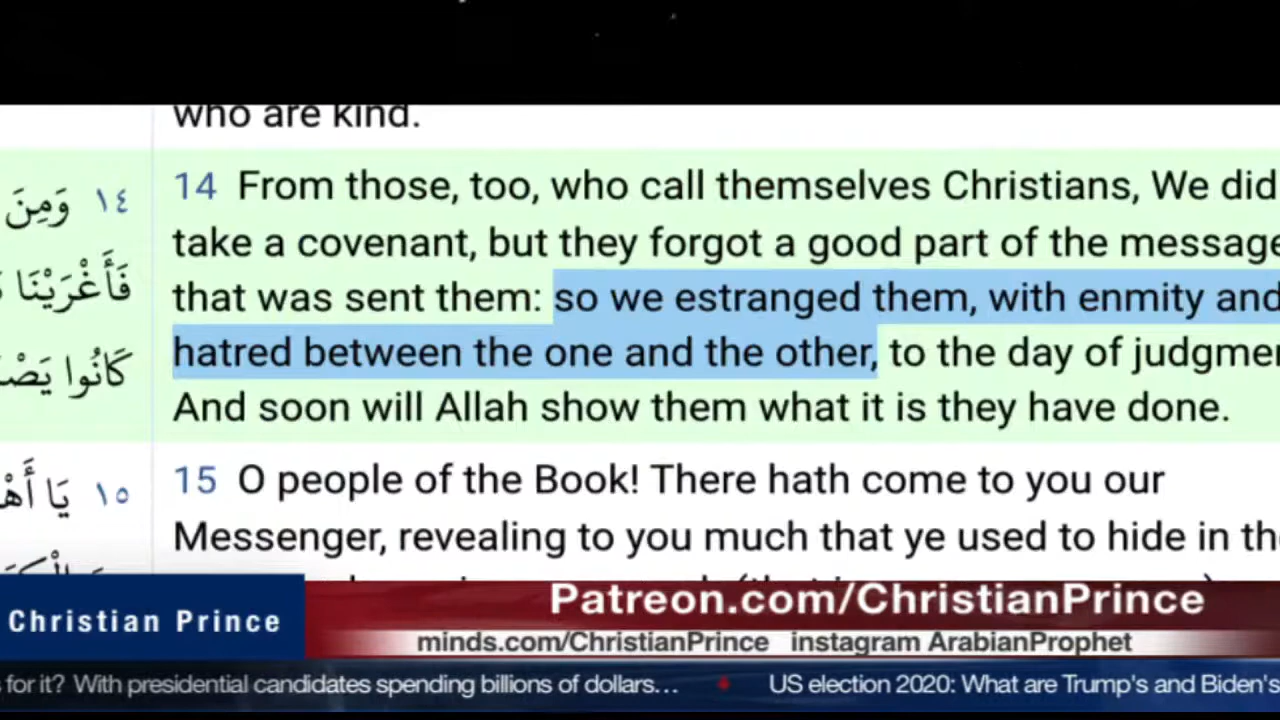 who are kind.
14 From those, too, who call themselves Christians, We did
take a covenant, but they forgot a good part of the message
that was sent them: so we estranged them, with enmity and
hatred between the one and the other, to the day of
And soon will Allah show them what it is they have done.
١٤ وَمِنَ
فَأَغْرَيْنَا
كَانُوا
15 O people of the Book! There hath come to you our
Messenger, revealing to you much that ye used to hide in
١٥ يَا
Christian Prince
Patreon.com/ChristianPrince
minds.com/ChristianPrince instagram ArabianProphet
for it? With presidential candidates spending billions of dollars...
US election 2020: What are Trump's and Biden's